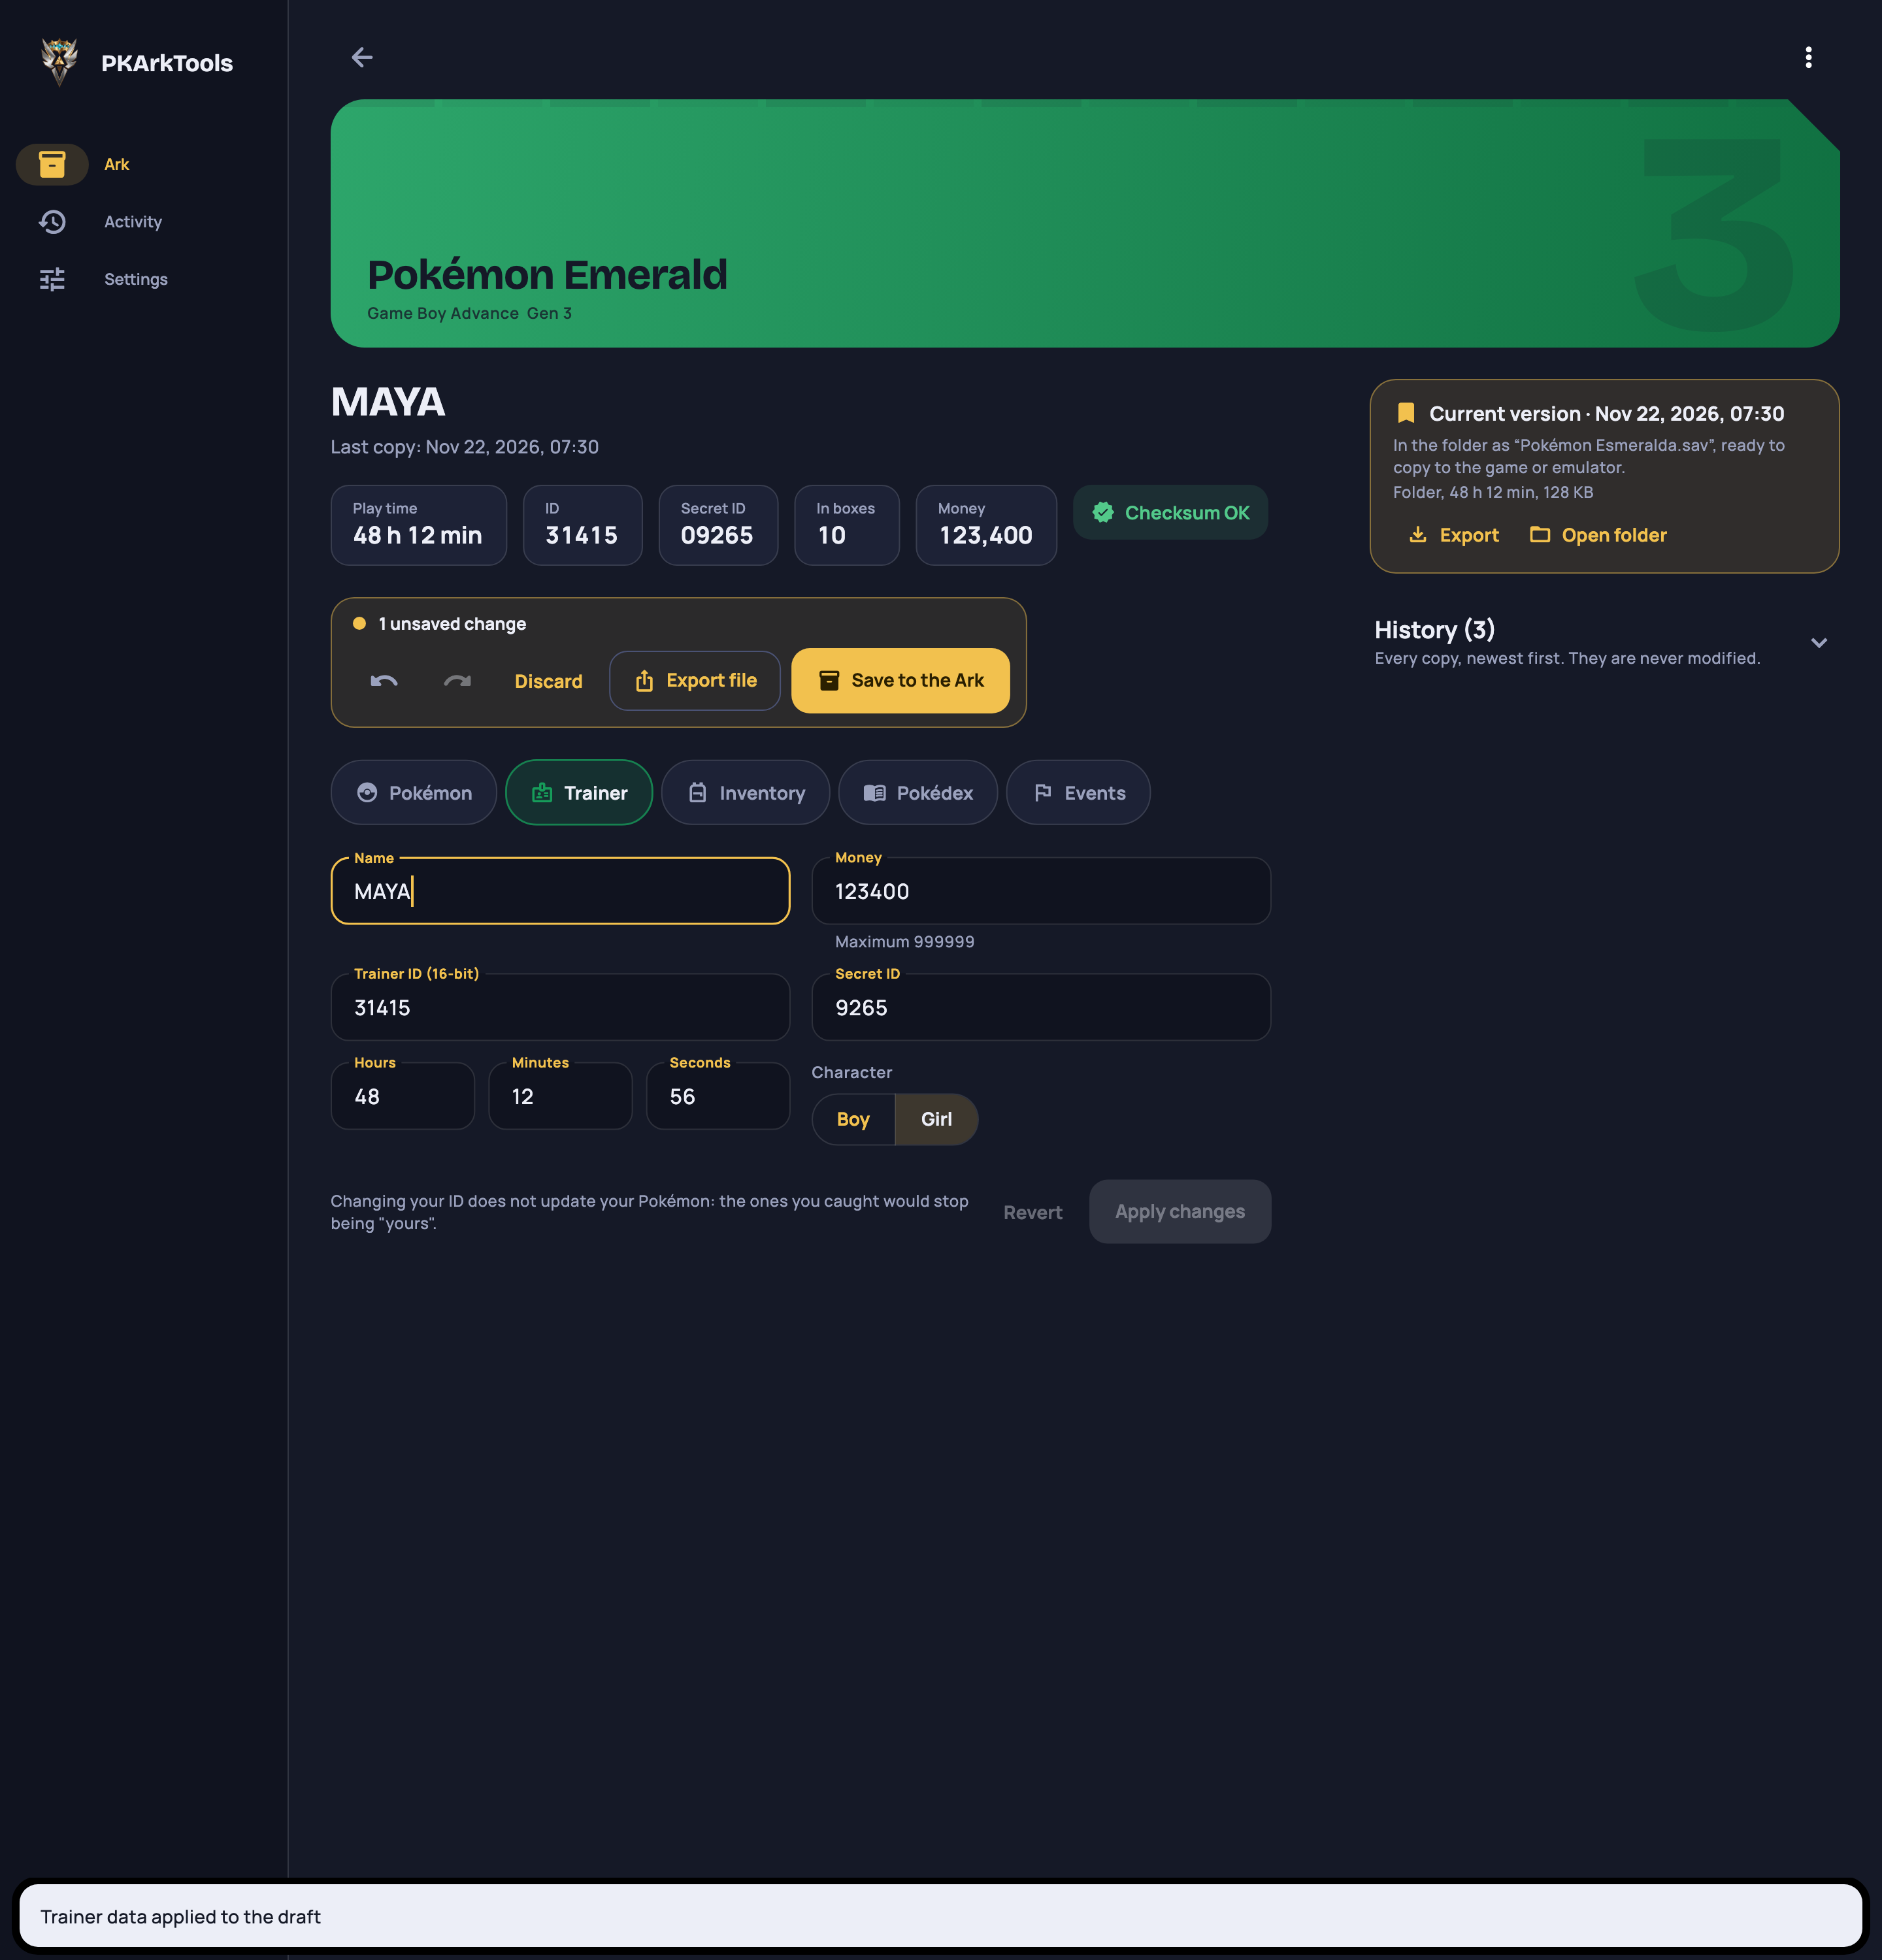 PKArkTools
Ark
Activity
Settings
3
Pokémon Emerald
Game Boy Advance Gen 3
MAYA
Last copy: Nov 22, 2026, 07:30
Play time
48 h 12 min
ID
31415
Secret ID
09265
In boxes
10
Money
123,400
Checksum OK
Current version · Nov 22, 2026, 07:30
In the folder as “Pokémon Esmeralda.sav”, ready to
copy to the game or emulator.
Folder, 48 h 12 min, 128 KB
Export
Open folder
History (3)
Every copy, newest first. They are never modified.
1 unsaved change
Discard
Export file
Save to the Ark
Pokémon
Trainer
Inventory
Pokédex
Events
Name
MAYA
Money
123400
Maximum 999999
Trainer ID (16-bit)
31415
Secret ID
9265
Hours
48
Minutes
12
Seconds
56
Character
Boy
Girl
Changing your ID does not update your Pokémon: the ones you caught would stop
being "yours".
Revert
Apply changes
Trainer data applied to the draft